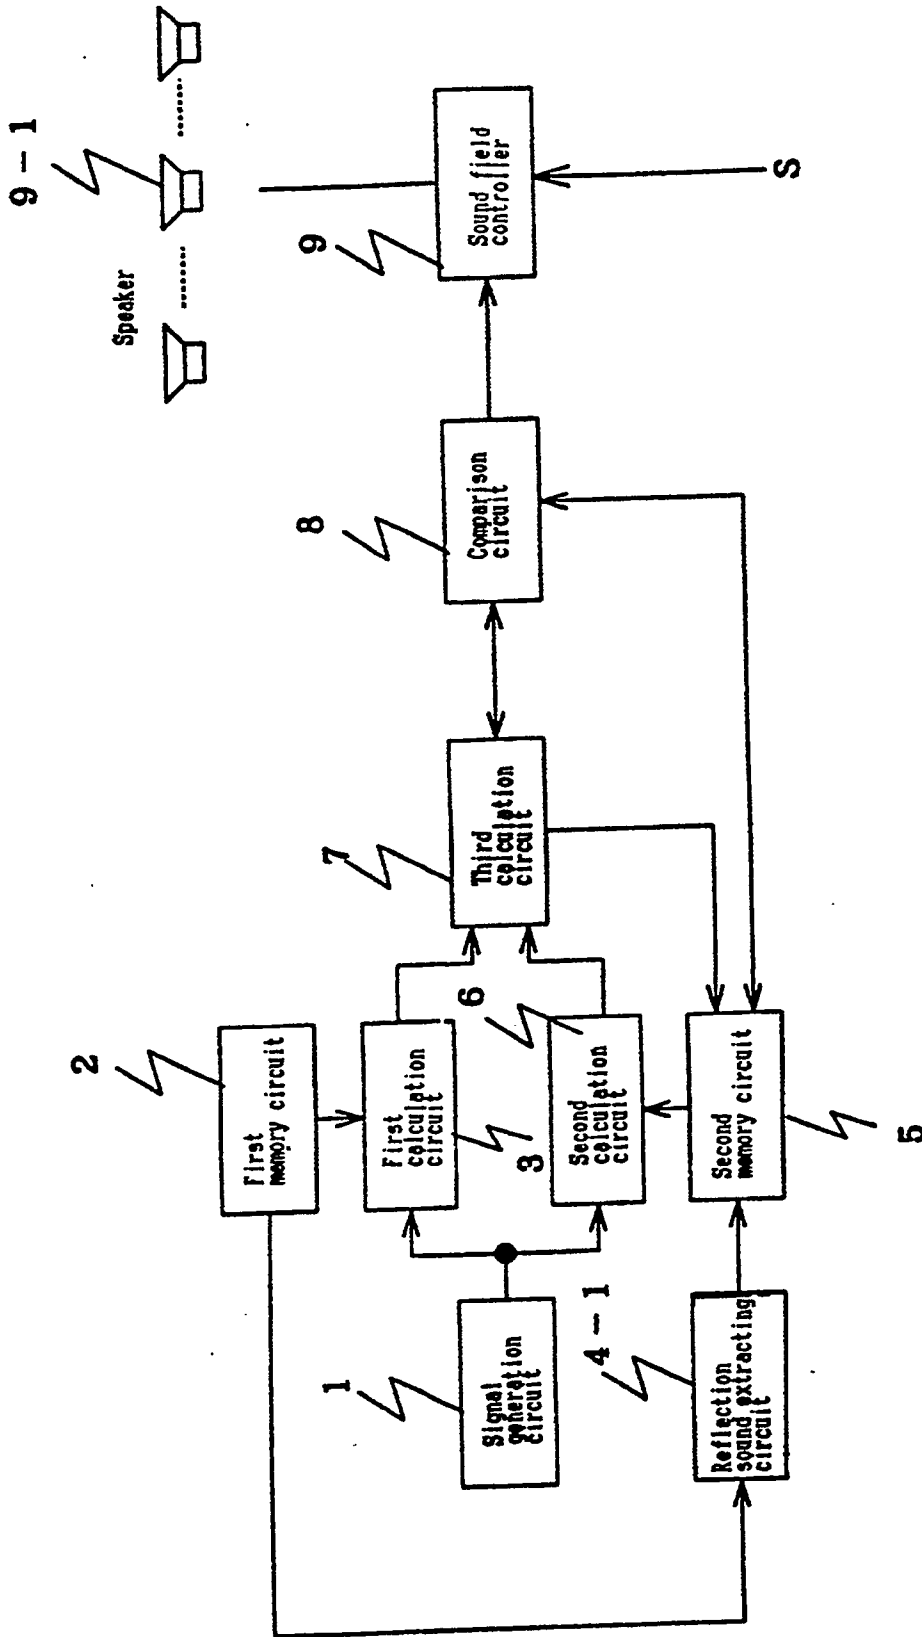 2
First
memory circuit
First
calculation
circuit
3
1
Signal
generation
circuit
6
Second
calculation
circuit
4-1
Reflection
sound extracting
circuit
Second
memory circuit
5
7
Third
calculation
circuit
8
Comparison
circuit
9
Sound field
controller
S
Speaker
9-1